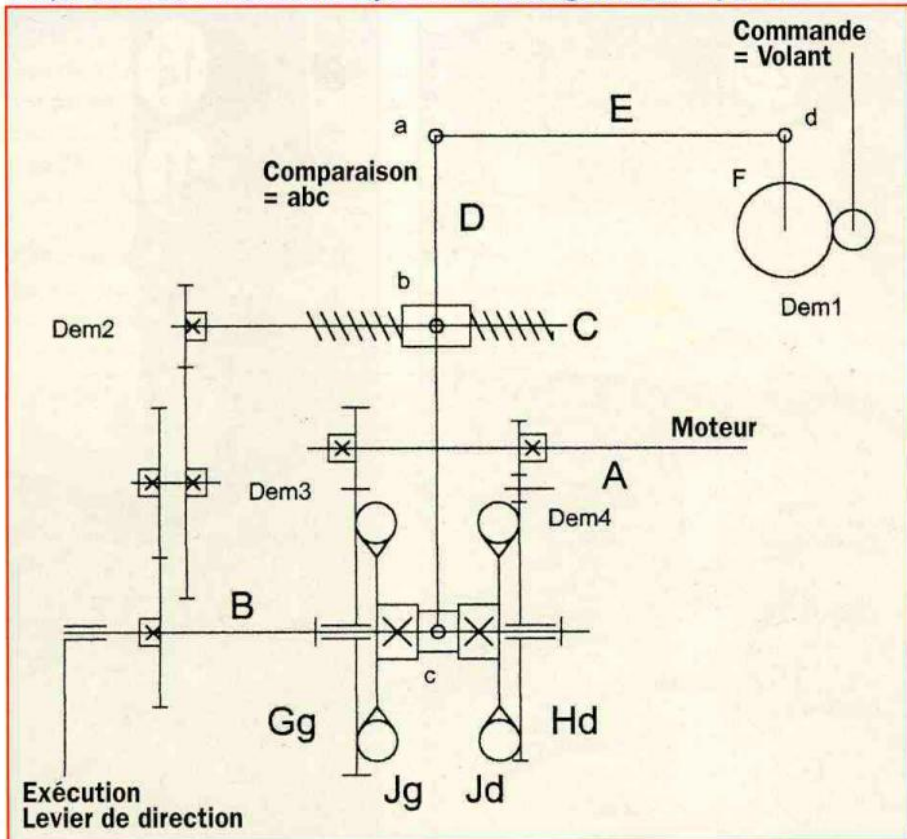 Commande
= Volant
a
E
d
Comparaison
= abc
F
D
b
Dem1
Dem2
C
Moteur
Dem3
A
Dem4
B
c
Gg
Hd
Jg
Jd
Exécution
Levier de direction